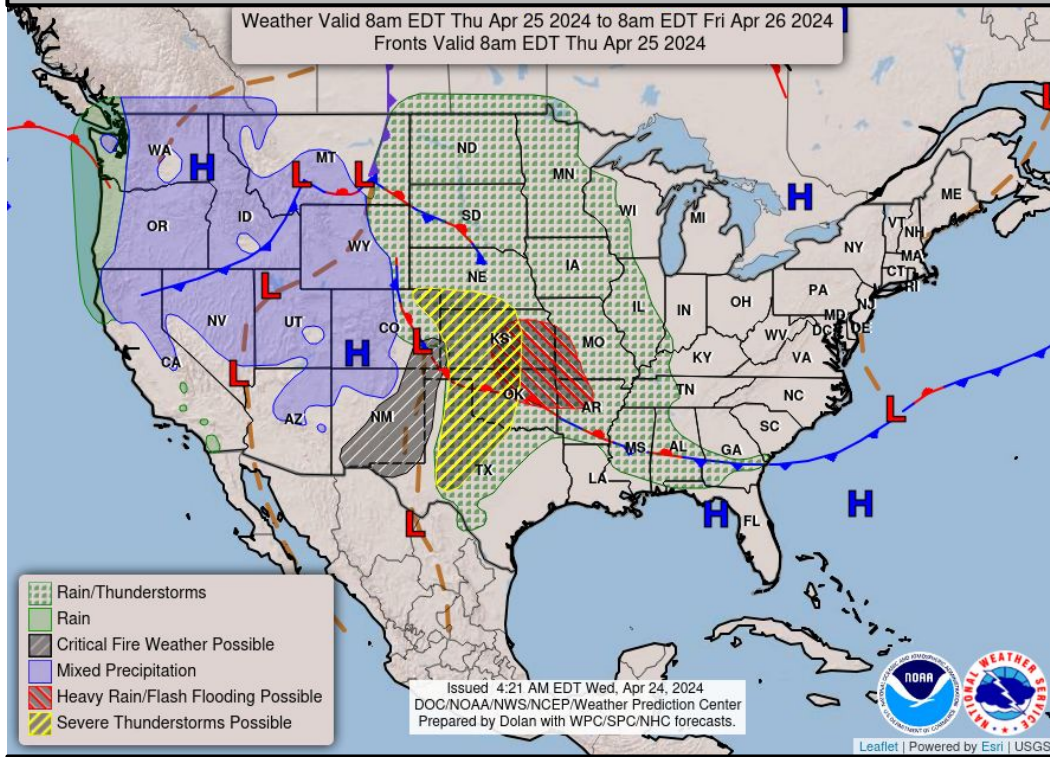 Weather Valid 8am EDT Thu Apr 25 2024 to 8am EDT Fri Apr 26 2024
Fronts Valid 8am EDT Thu Apr 25 2024
H
L
WA
H
MT
L
L
ND
MN
OR
ID
WY
SD
WI
MI
H
ME
VT
NH
NY
MA
CT
RI
L
NE
IA
PA
NJ
NV
UT
CO
L
KS
MO
IL
IN
OH
MD
DE
DC
WV
VA
CA
H
L
KY
AZ
NM
OK
AR
TN
NC
SC
L
TX
MS
AL
GA
LA
L
H
FL
H
Rain/Thunderstorms
Rain
Critical Fire Weather Possible
Mixed Precipitation
Heavy Rain/Flash Flooding Possible
Severe Thunderstorms Possible
Issued 4:21 AM EDT Wed, Apr 24, 2024
DOC/NOAA/NWS/NCEP/Weather Prediction Center
Prepared by Dolan with WPC/SPC/NHC forecasts.
NOAA
NATIONAL WEATHER SERVICE
Leaflet | Powered by Esri | USGS